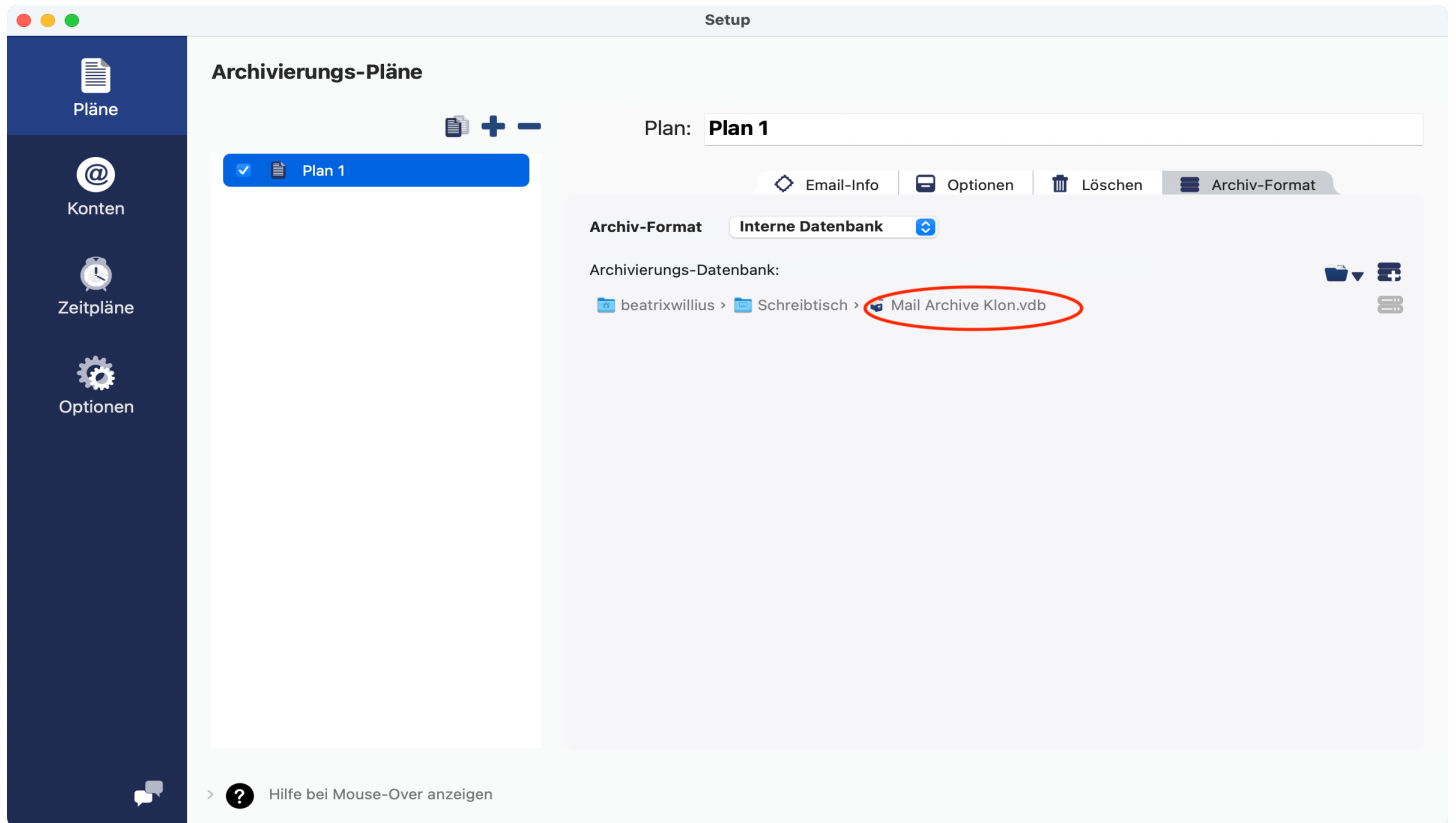 Setup
Pläne
Konten
Zeitpläne
Optionen
Archivierungs-Pläne
Plan 1
Plan: Plan 1
Email-Info Optionen Löschen Archiv-Format
Archiv-Format Interne Datenbank
Archivierungs-Datenbank:
beatrixwillius › Schreibtisch › Mail Archive Klon.vdb
? Hilfe bei Mouse-Over anzeigen